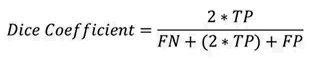 Dice Coefficient = 2 * TP / FN + (2 * TP) + FP